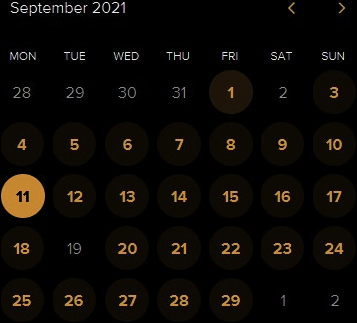 September 2021 < >
MON TUE WED THU FRI SAT SUN
28 29 30 31 1 2 3
4 5 6 7 8 9 10
11 12 13 14 15 16 17
18 19 20 21 22 23 24
25 26 27 28 29 1 2